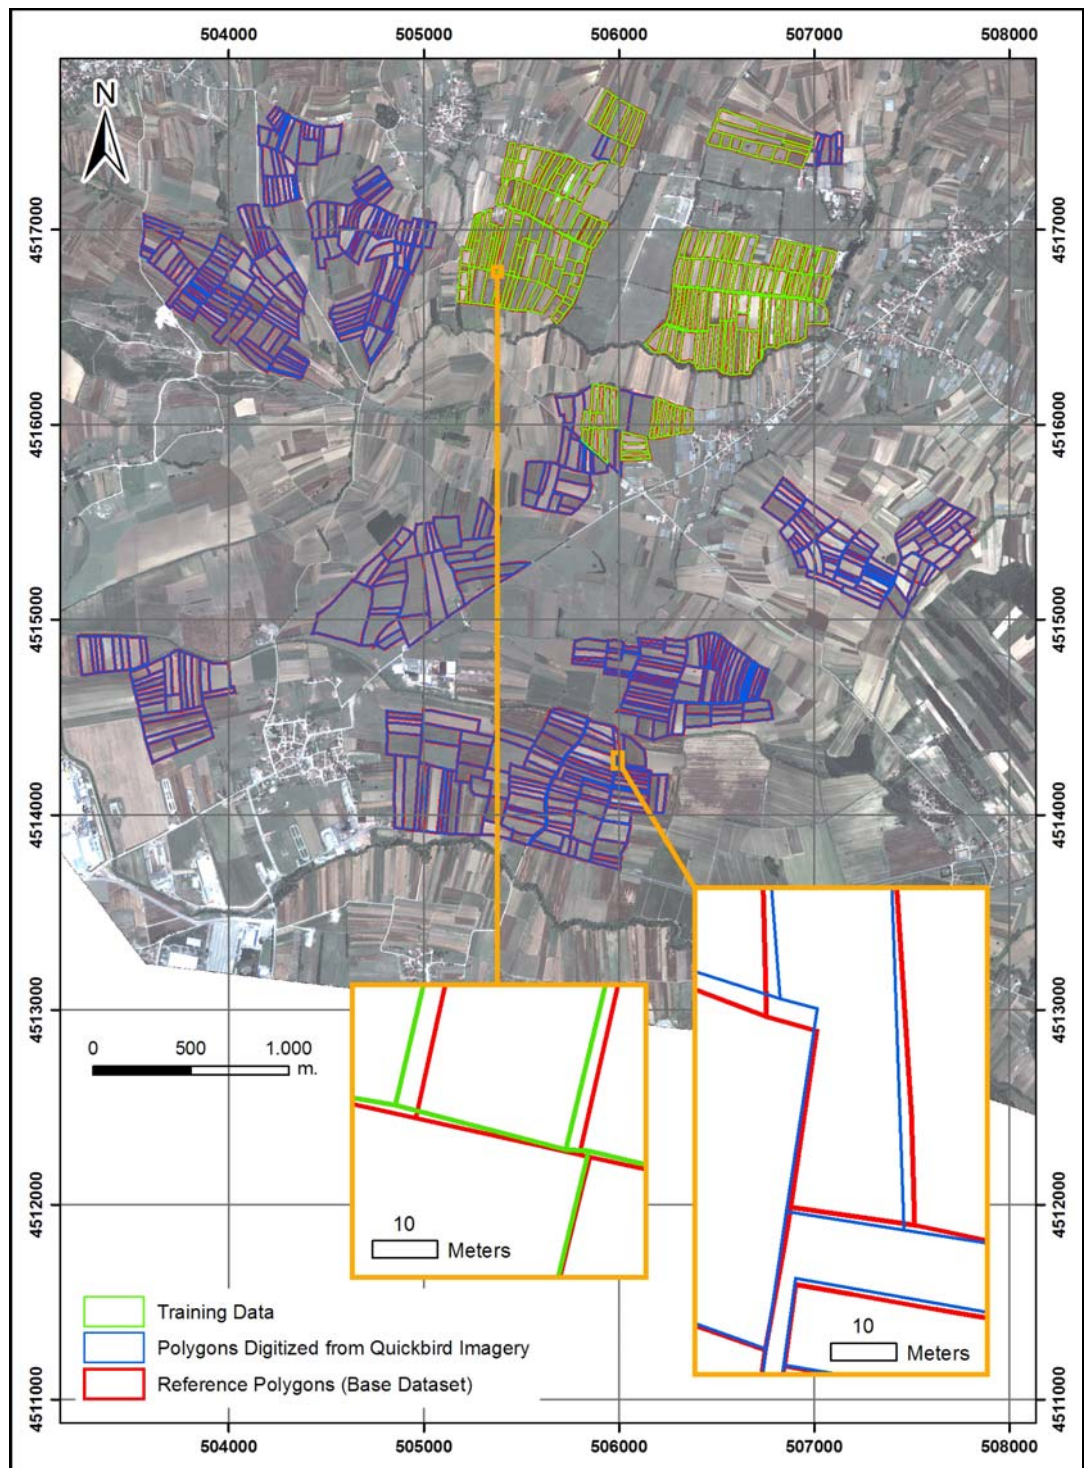 504000 505000 506000 507000 508000
N
4517000 4517000
4516000 4516000
4515000 4515000
4514000 4514000
4513000 4513000
0 500 1.000
m.
4512000 4512000
10
Meters
Training Data
10
Meters
Polygons Digitized from Quickbird Imagery
Reference Polygons (Base Dataset)
4511000 4511000
504000 505000 506000 507000 508000